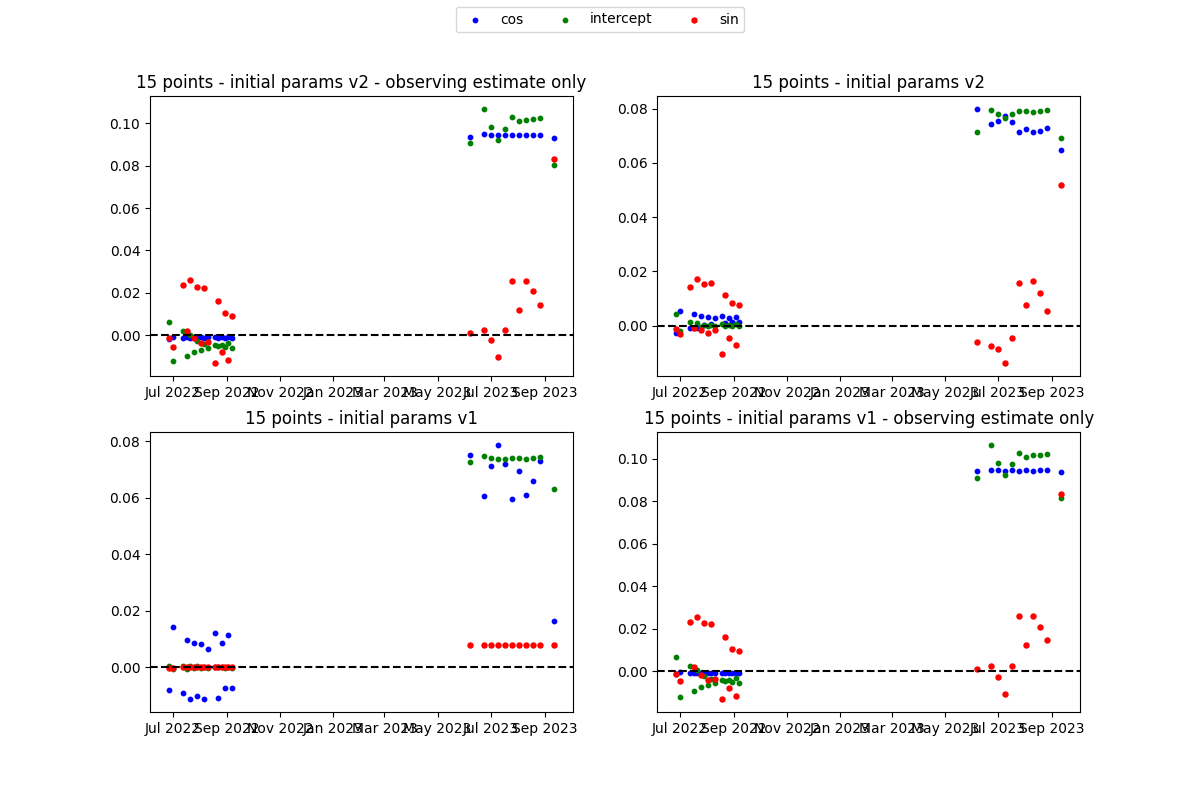 cos intercept sin
15 points - initial params v2 - observing estimate only
0.10
0.08
0.06
0.04
0.02
0.00
Jul 2022 Sep 2022 Nov 2022 Jan 2023 Mar 2023 May 2023 Jul 2023 Sep 2023
15 points - initial params v2
0.08
0.06
0.04
0.02
0.00
Jul 2022 Sep 2022 Nov 2022 Jan 2023 Mar 2023 May 2023 Jul 2023 Sep 2023
15 points - initial params v1
0.08
0.06
0.04
0.02
0.00
Jul 2022 Sep 2022 Nov 2022 Jan 2023 Mar 2023 May 2023 Jul 2023 Sep 2023
15 points - initial params v1 - observing estimate only
0.10
0.08
0.06
0.04
0.02
0.00
Jul 2022 Sep 2022 Nov 2022 Jan 2023 Mar 2023 May 2023 Jul 2023 Sep 2023